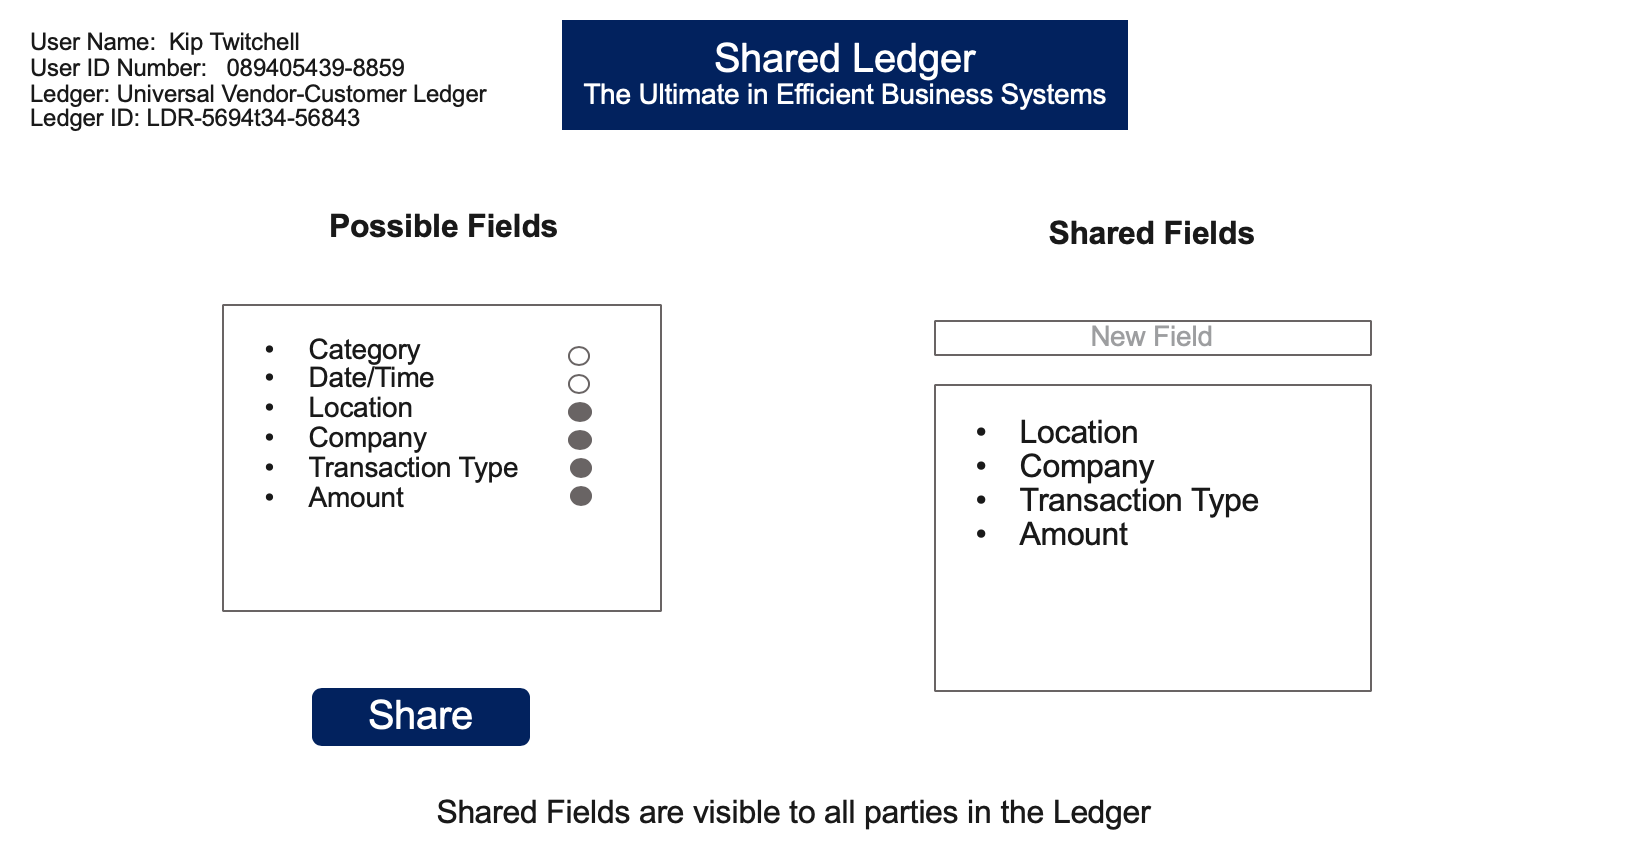 User Name: Kip Twitchell
User ID Number: 089405439-8859
Ledger: Universal Vendor-Customer Ledger
Ledger ID: LDR-5694t34-56843
Shared Ledger
The Ultimate in Efficient Business Systems
Possible Fields
• Category
• Date/Time
• Location
• Company
• Transaction Type
• Amount
Share
Shared Fields
New Field
• Location
• Company
• Transaction Type
• Amount
Shared Fields are visible to all parties in the Ledger